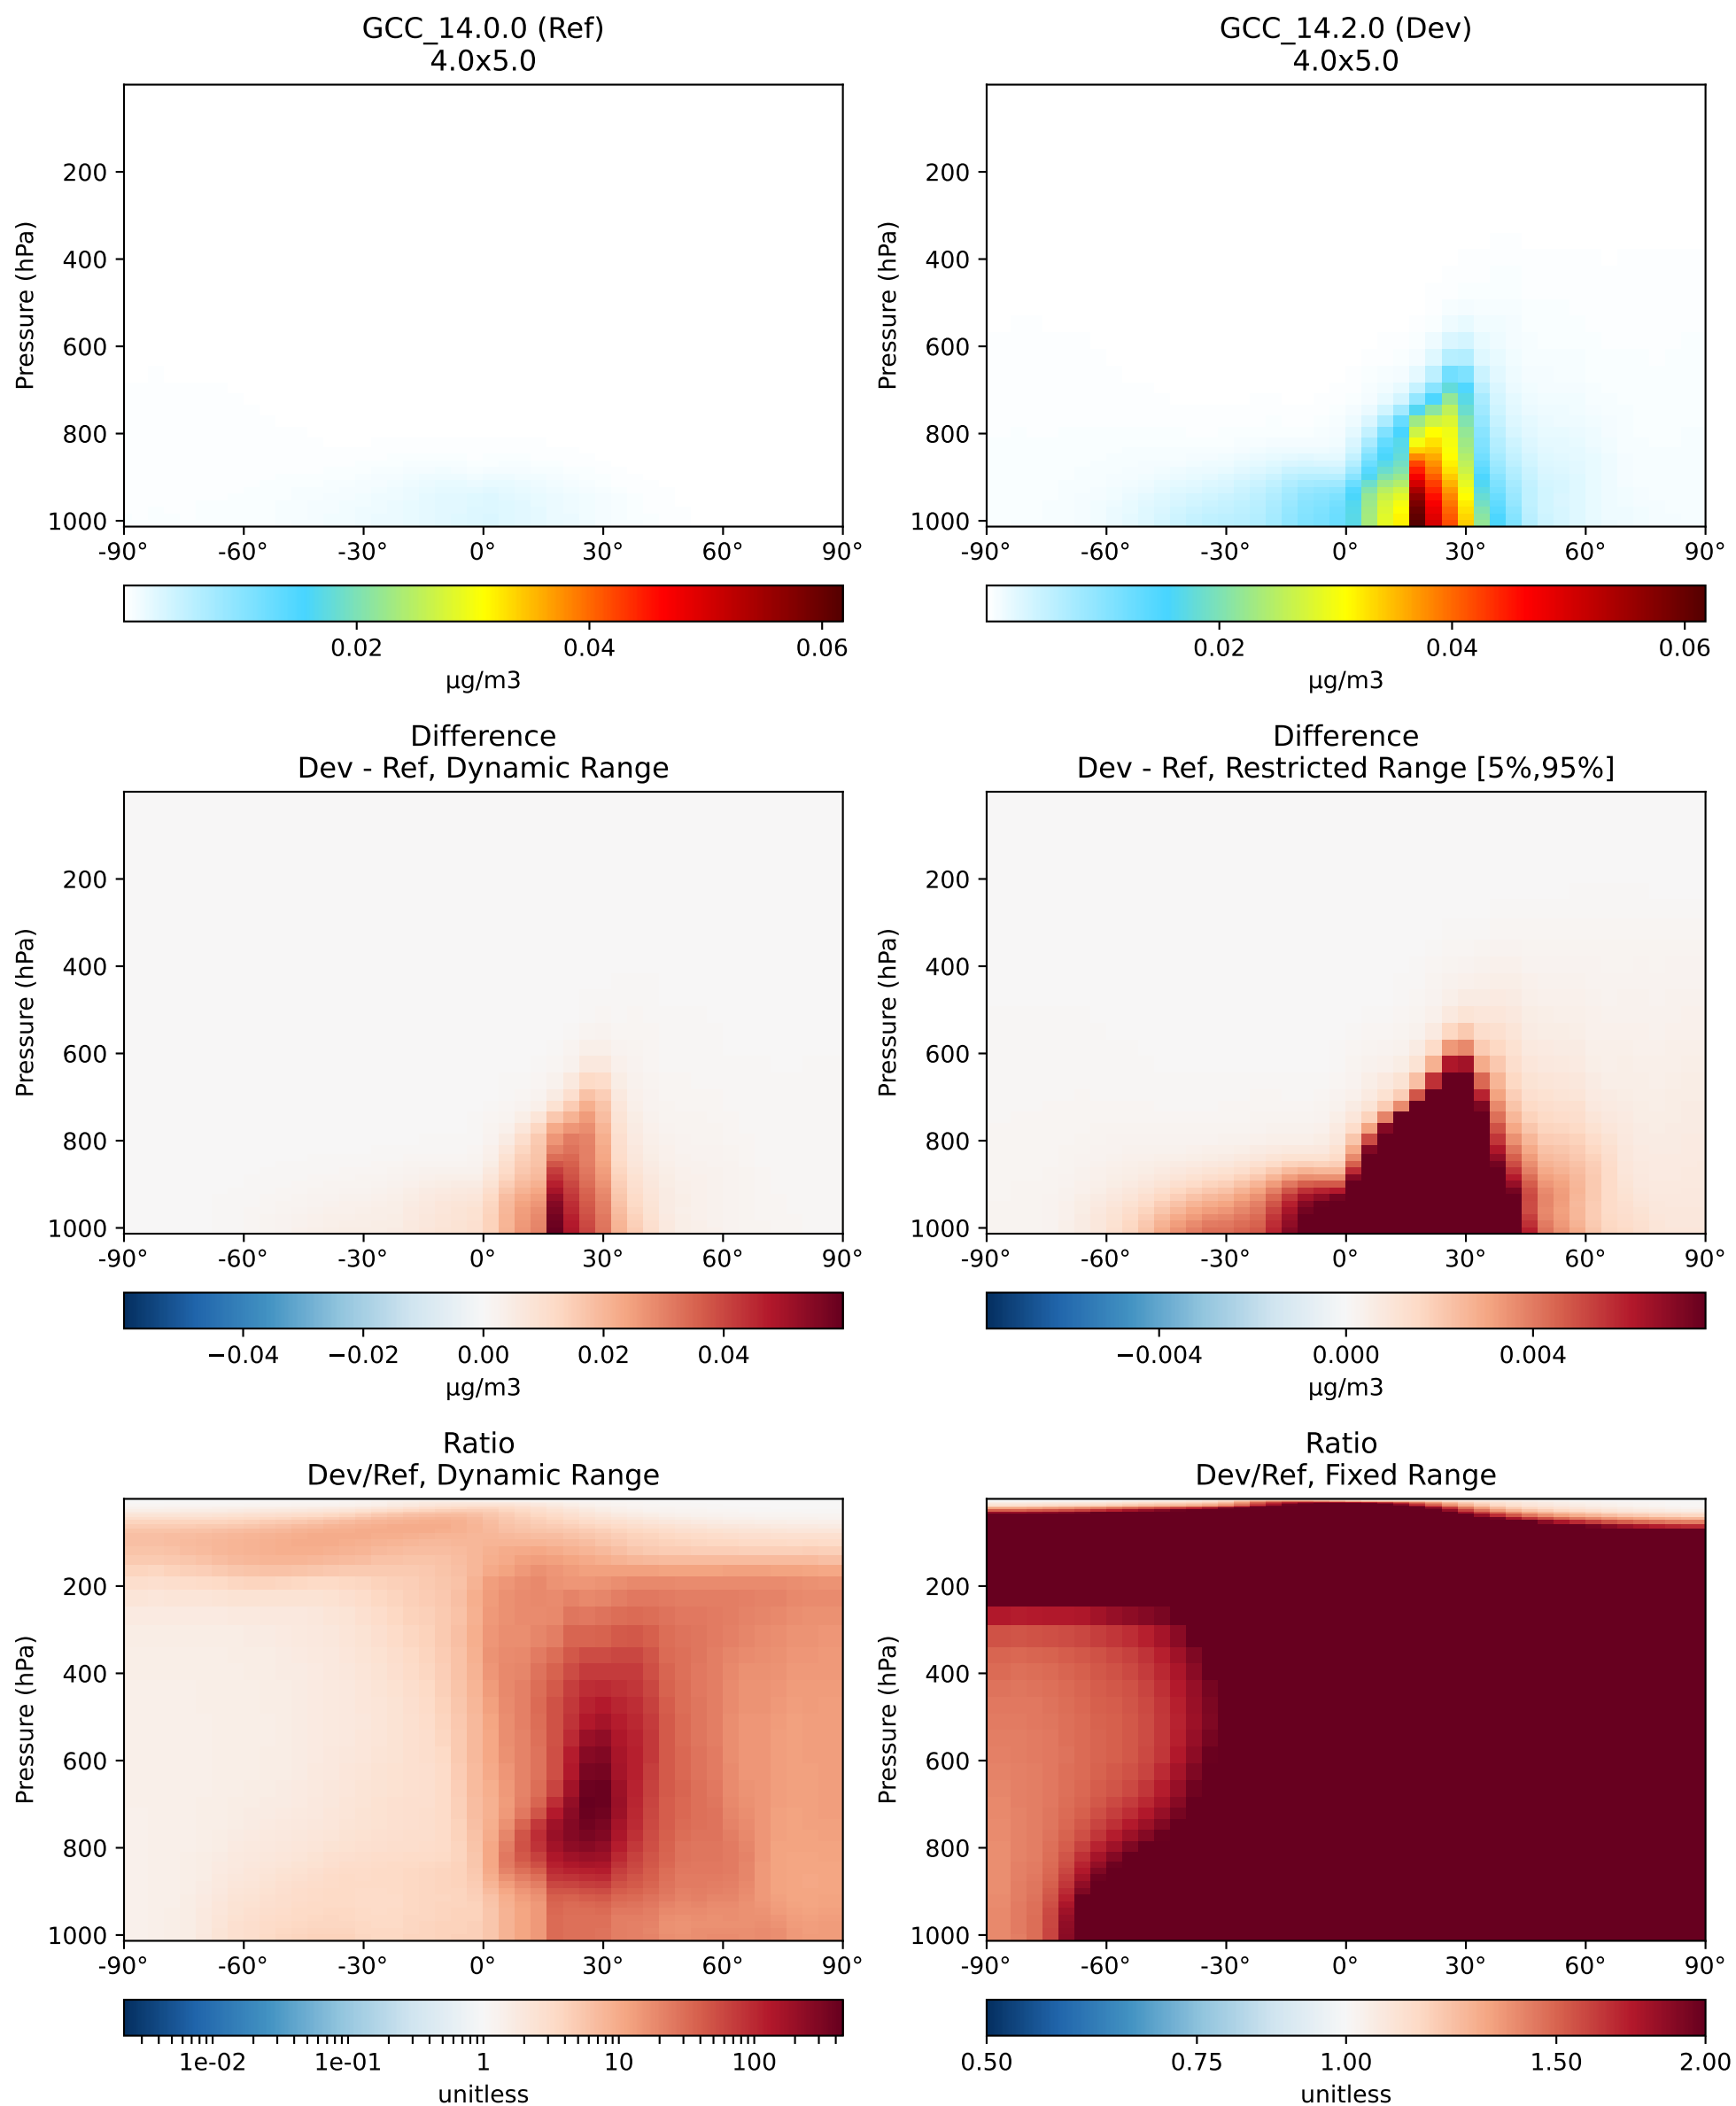 GCC_14.0.0 (Ref)
4.0x5.0
Pressure (hPa)
200
400
600
800
1000
-90° -60° -30° 0° 30° 60° 90°
0.02 0.04 0.06
µg/m3
GCC_14.2.0 (Dev)
4.0x5.0
Pressure (hPa)
200
400
600
800
1000
-90° -60° -30° 0° 30° 60° 90°
0.02 0.04 0.06
µg/m3
Difference
Dev - Ref, Dynamic Range
Pressure (hPa)
200
400
600
800
1000
-90° -60° -30° 0° 30° 60° 90°
−0.04 −0.02 0.00 0.02 0.04
µg/m3
Difference
Dev - Ref, Restricted Range [5%,95%]
Pressure (hPa)
200
400
600
800
1000
-90° -60° -30° 0° 30° 60° 90°
−0.004 0.000 0.004
µg/m3
Ratio
Dev/Ref, Dynamic Range
Pressure (hPa)
200
400
600
800
1000
-90° -60° -30° 0° 30° 60° 90°
1e-02 1e-01 1 10 100
unitless
Ratio
Dev/Ref, Fixed Range
Pressure (hPa)
200
400
600
800
1000
-90° -60° -30° 0° 30° 60° 90°
0.50 0.75 1.00 1.50 2.00
unitless